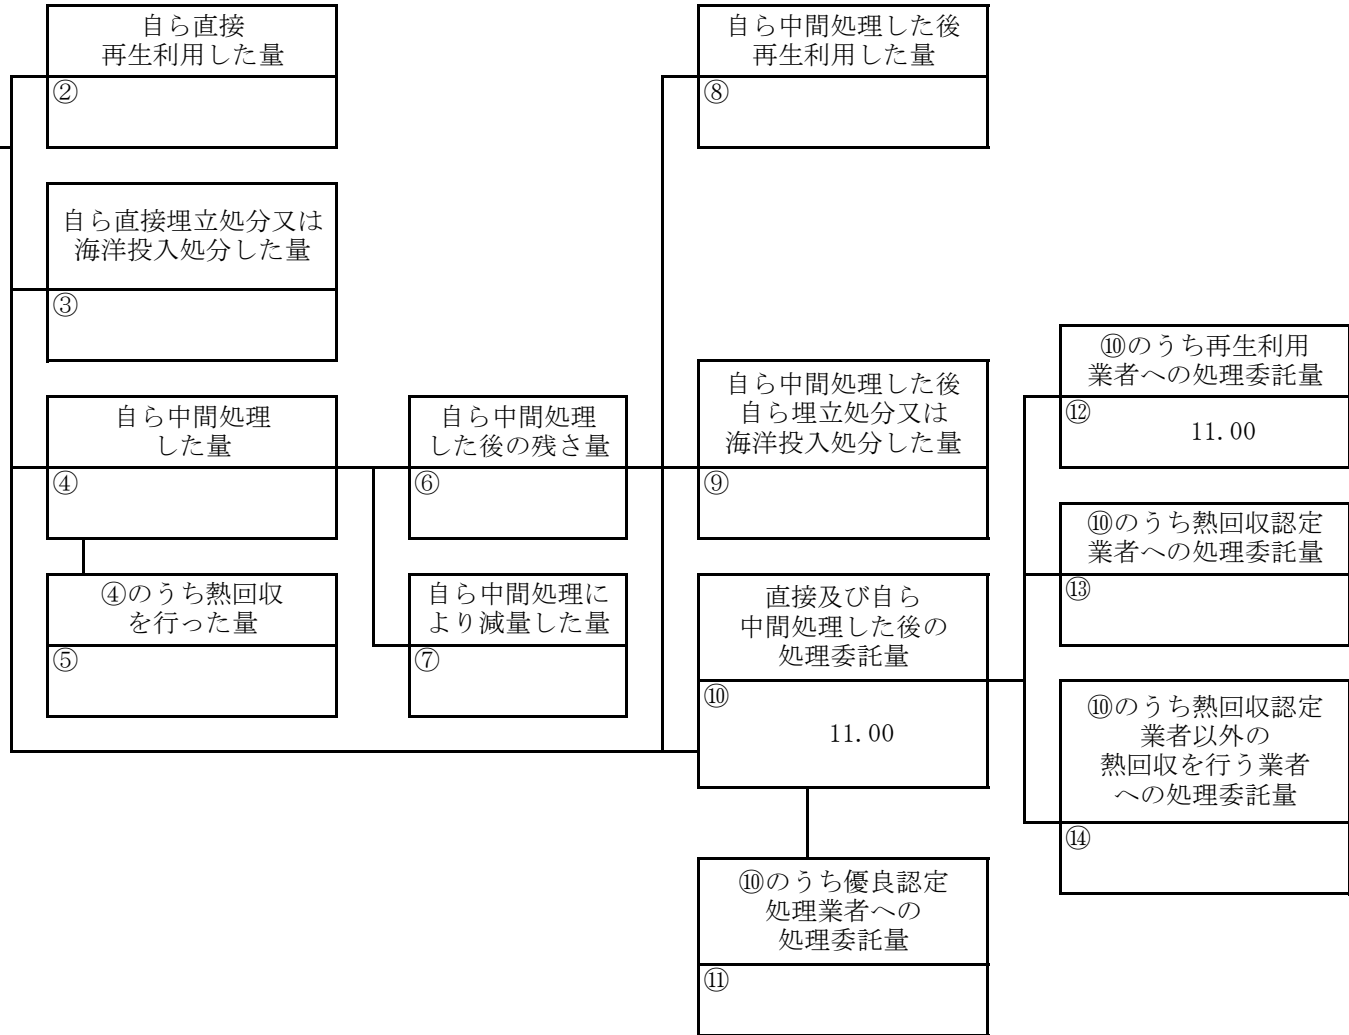 自ら直接
再生利用した量
②
自ら直接埋立処分又は
海洋投入処分した量
③
自ら中間処理
した量
④
④のうち熱回収
を行った量
⑤
自ら中間処理
した後の残さ量
⑥
自ら中間処理に
より減量した量
⑦
自ら中間処理した後
再生利用した量
⑧
自ら中間処理した後
自ら埋立処分又は
海洋投入処分した量
⑨
直接及び自ら
中間処理した後の
処理委託量
⑩
11.00
⑩のうち優良認定
処理業者への
処理委託量
⑪
⑩のうち再生利用
業者への処理委託量
⑫
11.00
⑩のうち熱回収認定
業者への処理委託量
⑬
⑩のうち熱回収認定
業者以外の
熱回収を行う業者
への処理委託量
⑭